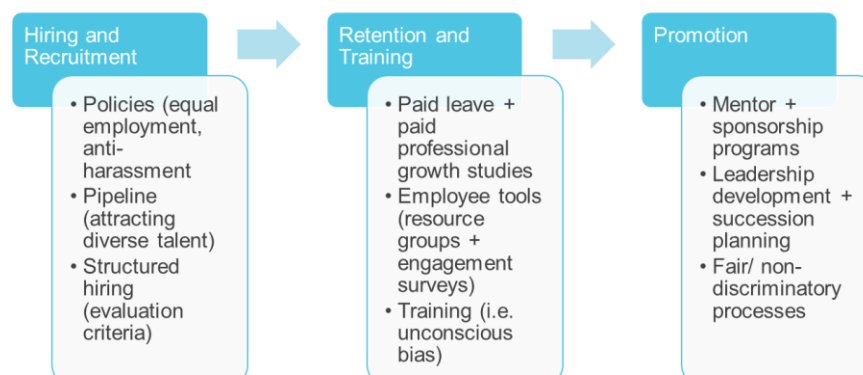 Hiring and
Recruitment
• Policies (equal
employment,
anti-
harassment
• Pipeline
(attracting
diverse talent)
• Structured
hiring
(evaluation
criteria)
Retention and
Training
• Paid leave +
paid
professional
growth studies
• Employee tools
(resource
groups +
engagement
surveys)
• Training (i.e.
unconscious
bias)
Promotion
• Mentor +
sponsorship
programs
• Leadership
development +
succession
planning
• Fair/ non-
discriminatory
processes